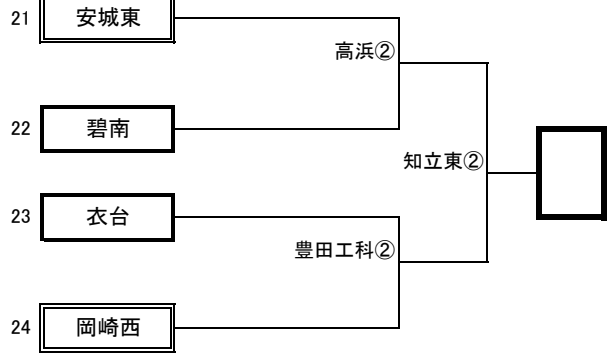 21 安城東
高浜②
22 碧南
知立東②
23 衣台
豊田工科②
24 岡崎西